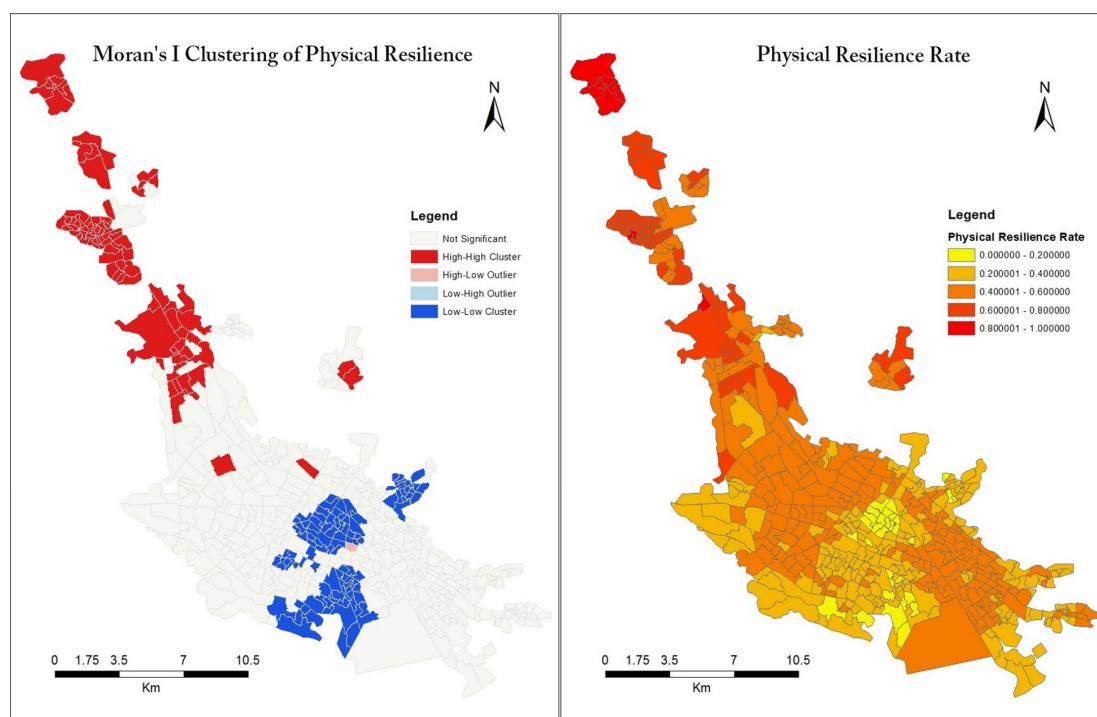 Moran's I Clustering of Physical Resilience
N
Legend
Not Significant
High-High Cluster
High-Low Outlier
Low-High Outlier
Low-Low Cluster
0 1.75 3.5 7 10.5
Km
Physical Resilience Rate
N
Legend
Physical Resilience Rate
0.000000 - 0.200000
0.200001 - 0.400000
0.400001 - 0.600000
0.600001 - 0.800000
0.800001 - 1.000000
0 1.75 3.5 7 10.5
Km